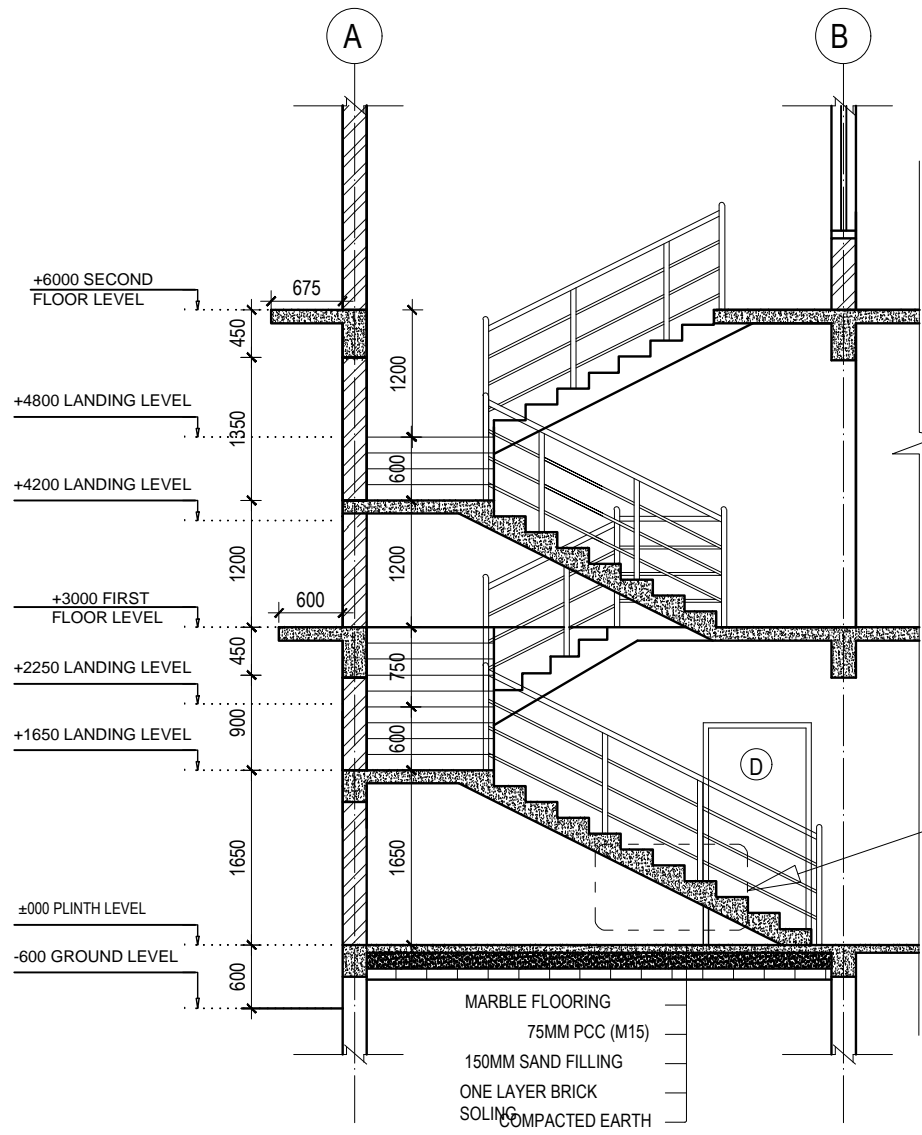 A
B
+6000 SECOND
FLOOR LEVEL
675
450
1200
+4800 LANDING LEVEL
1350
600
+4200 LANDING LEVEL
1200
1200
+3000 FIRST
FLOOR LEVEL
600
450
750
+2250 LANDING LEVEL
900
600
+1650 LANDING LEVEL
D
1650
1650
±000 PLINTH LEVEL
-600 GROUND LEVEL
600
MARBLE FLOORING
75MM PCC (M15)
150MM SAND FILLING
ONE LAYER BRICK
SOLING
COMPACTED EARTH